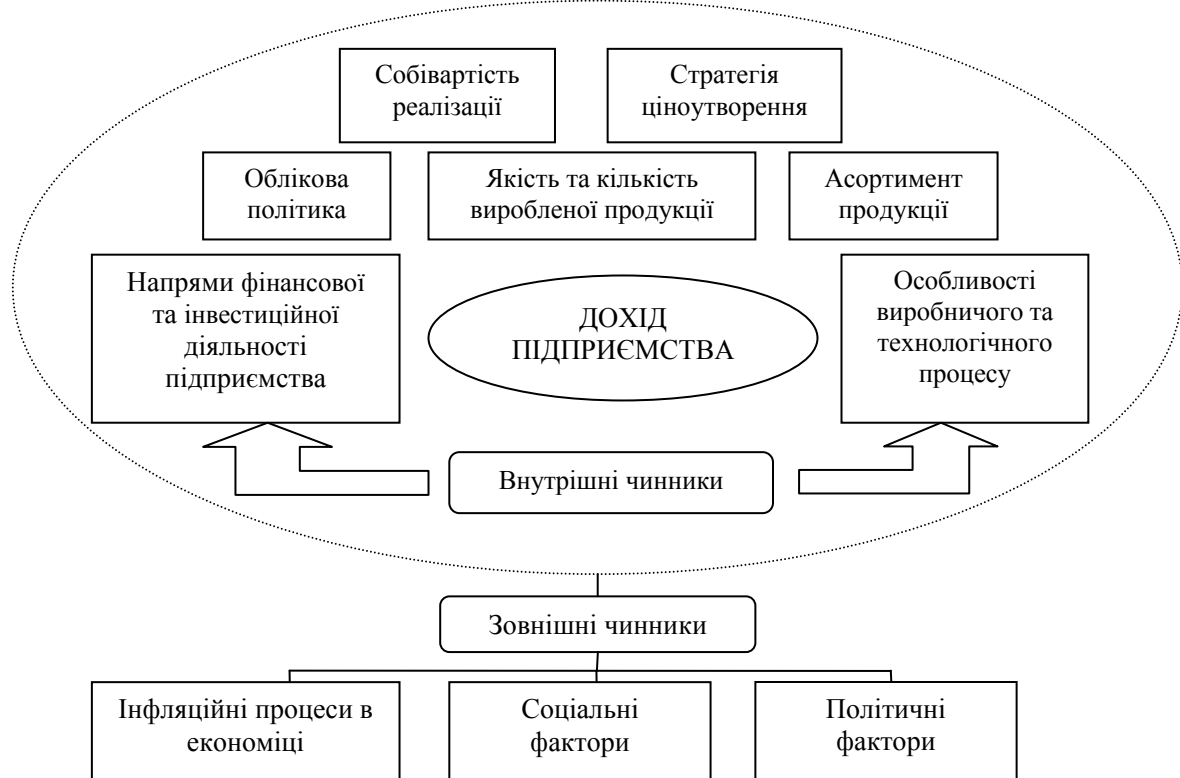 Собівартість
реалізації
Стратегія
ціноутворення
Облікова
політика
Якість та кількість
виробленої продукції
Асортимент
продукції
Напрями фінансової
та інвестиційної
діяльності
підприємства
ДОХІД
ПІДПРИЄМСТВА
Особливості
виробничого та
технологічного
процесу
Внутрішні чинники
Зовнішні чинники
Інфляційні процеси в
економіці
Соціальні
фактори
Політичні
фактори